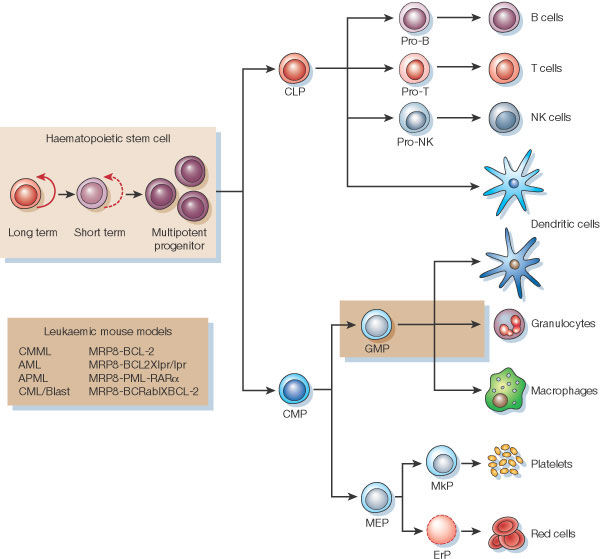 B cells
Pro-B
T cells
CLP
Pro-T
NK cells
Pro-NK
Haematopoietic stem cell
Long term
Short term
Multipotent
progenitor
Dendritic cells
Leukaemic mouse models
CMML MRP8-BCL-2
AML MRP8-BCL2Xlpr/lpr
APML MRP8-PML-RARα
CML/Blast MRP8-BCRablXBCL-2
GMP
Granulocytes
CMP
Macrophages
MkP
Platelets
MEP
ErP
Red cells